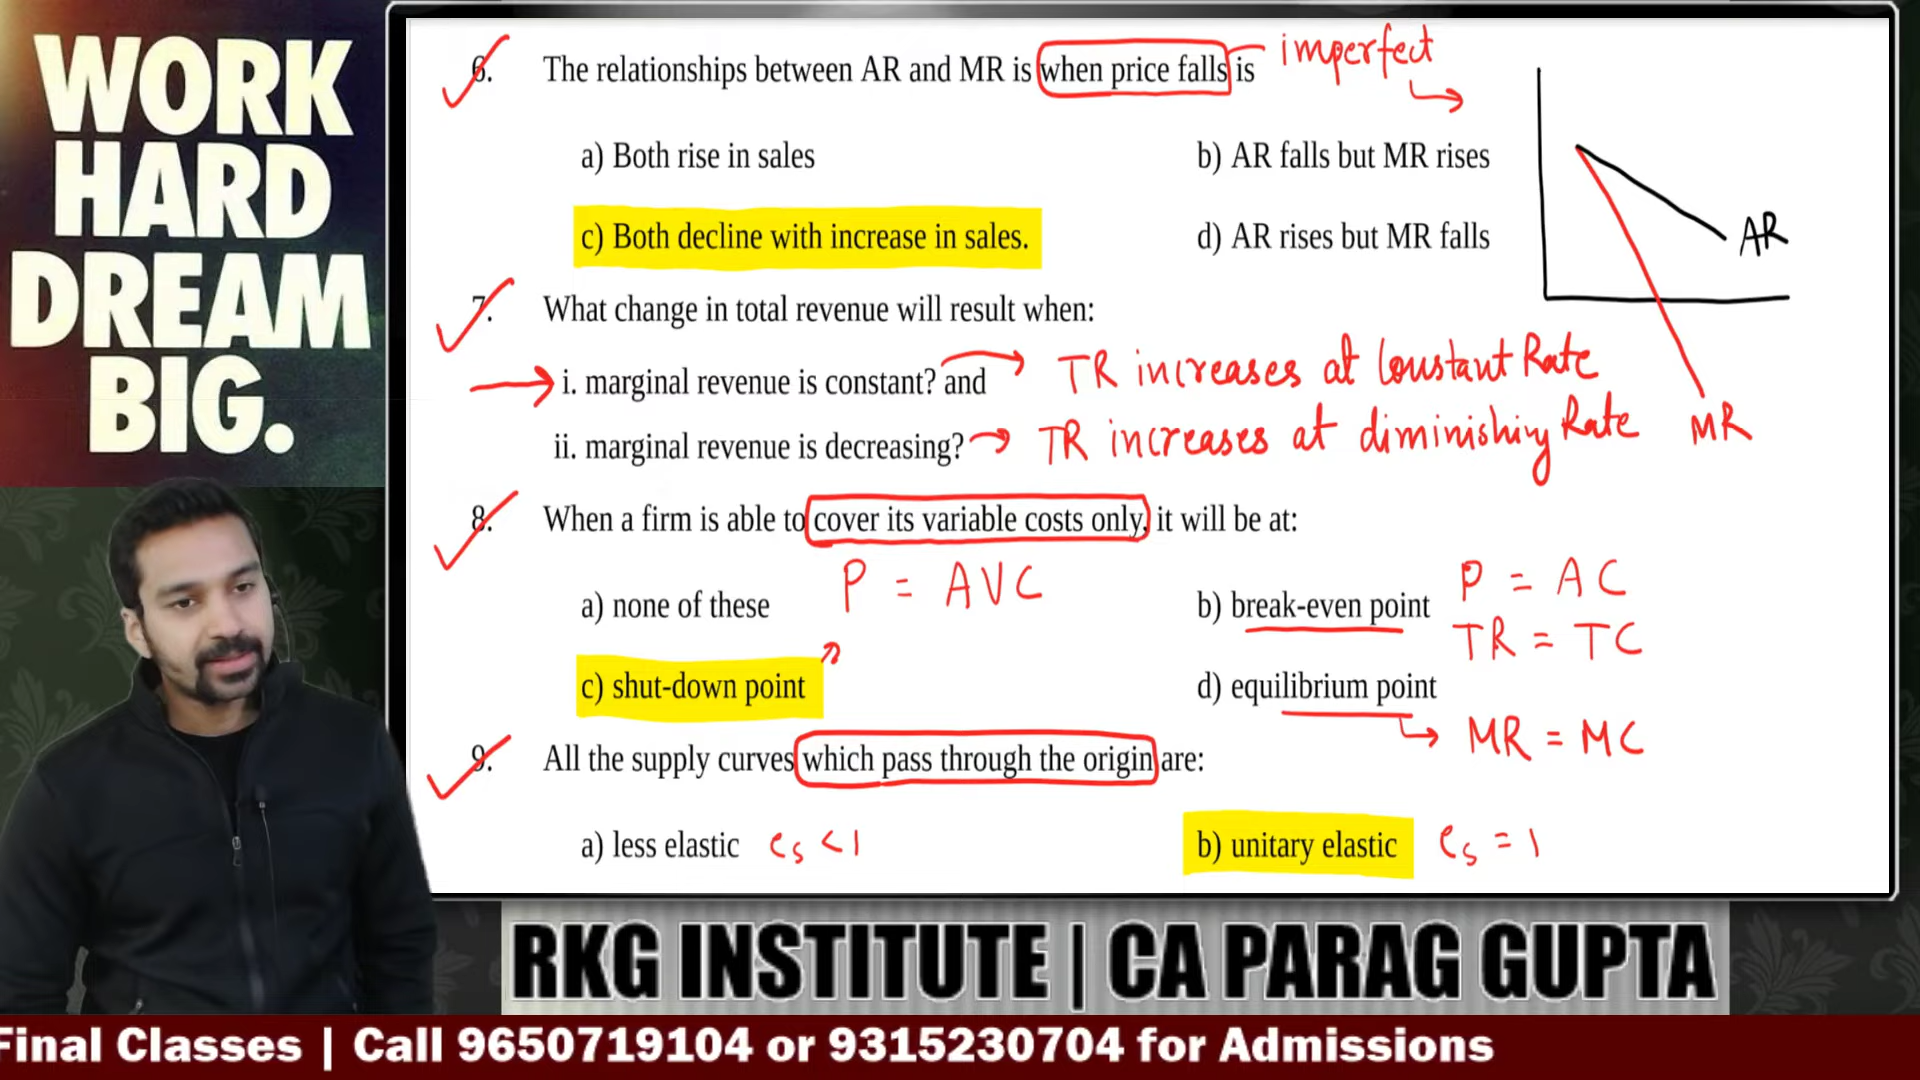 WORK
HARD
DREAM
BIG.
6. The relationships between AR and MR is when price falls is imperfect
a) Both rise in sales b) AR falls but MR rises
c) Both decline with increase in sales. d) AR rises but MR falls
AR
MR
7. What change in total revenue will result when:
i. marginal revenue is constant? and TR increases at Constant Rate
ii. marginal revenue is decreasing? TR increases at diminishing Rate
8. When a firm is able to cover its variable costs only, it will be at:
P = AVC
a) none of these b) break-even point P = AC
TR = TC
c) shut-down point d) equilibrium point
MR = MC
9. All the supply curves which pass through the origin are:
a) less elastic es < 1 b) unitary elastic es = 1
RKG INSTITUTE | CA PARAG GUPTA
Final Classes | Call 9650719104 or 9315230704 for Admissions